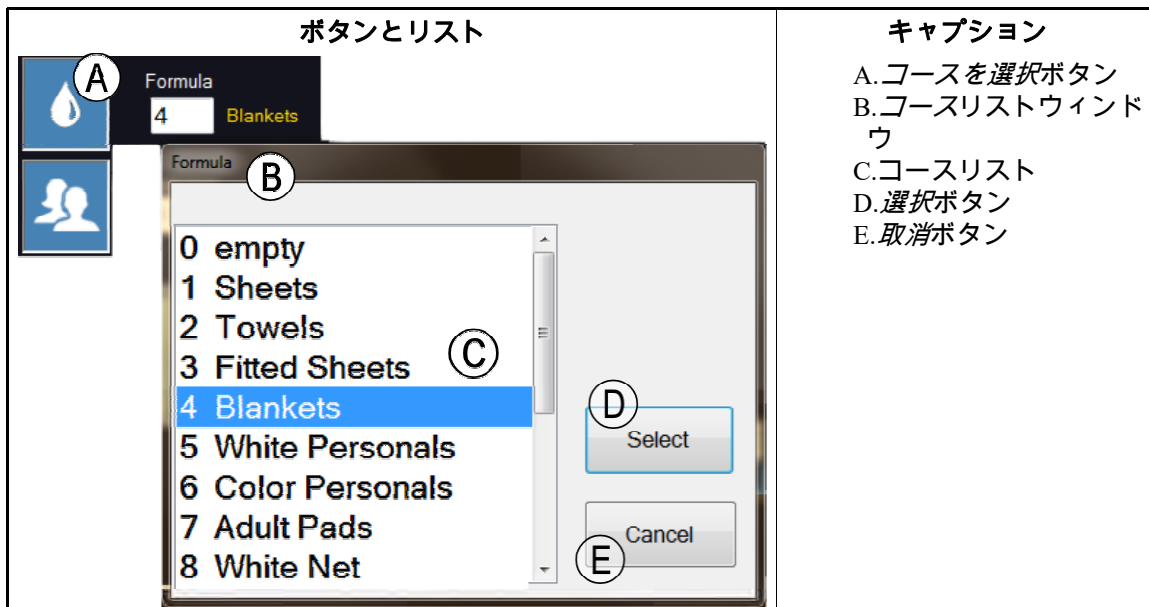 ボタンとリスト
キャプション
A
Formula
4 Blankets
Formula
B
0 empty
1 Sheets
2 Towels
3 Fitted Sheets
C
4 Blankets
5 White Personals
6 Color Personals
7 Adult Pads
8 White Net
D
Select
Cancel
E
A.コースを選択ボタン
B.コースリストウィンド
ウ
C.コースリスト
D.選択ボタン
E.取消ボタン